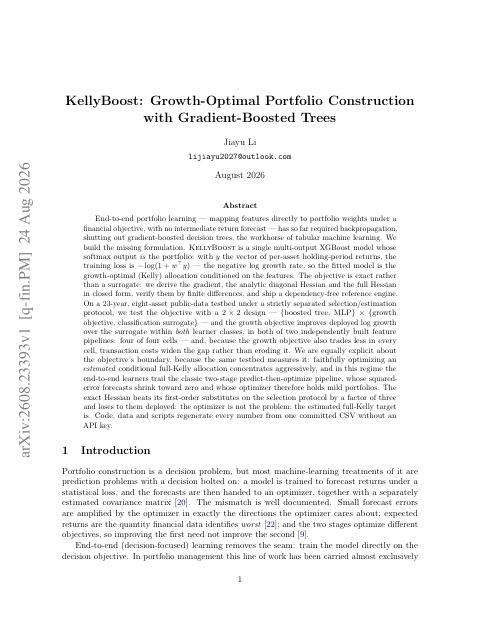 KellyBoost: Growth-Optimal Portfolio Construction
with Gradient-Boosted Trees
Jiayu Li
lijiayu2027@outlook.com
August 2026
Abstract
End-to-end portfolio learning — mapping features directly to portfolio weights under a
financial objective, with no intermediate return forecast — has so far required backpropagation,
shutting out gradient-boosted decision trees, the workhorse of tabular machine learning. We
build the missing formulation. KELLYBOOST is a single multi-output XGBoost model whose
softmax output is the portfolio: with y the vector of per-asset holding-period returns, the
training loss is − log(1 + w⊤y) — the negative log growth rate, so the fitted model is the
growth-optimal (Kelly) allocation conditioned on the features. The objective is exact rather
than a surrogate: we derive the gradient, the analytic diagonal Hessian and the full Hessian
in closed form, verify them by finite differences, and ship a dependency-free reference engine.
On a 23-year, eight-asset public-data testbed under a strictly separated selection/estimation
protocol, we test the objective with a 2 × 2 design — {boosted tree, MLP} × {growth
objective, classification surrogate} — and the growth objective improves deployed log growth
over the surrogate within both learner classes, in both of two independently built feature
pipelines: four of four cells — and, because the growth objective also trades less in every
cell, transaction costs widen the gap rather than eroding it. We are equally explicit about
the objective's boundary, because the same testbed measures it: faithfully optimizing an
estimated conditional full-Kelly allocation concentrates aggressively, and in this regime the
end-to-end learners trail the classic two-stage predict-then-optimize pipeline, whose squared-
error forecasts shrink toward zero and whose optimizer therefore holds mild portfolios. The
exact Hessian beats its first-order substitutes on the selection protocol by a factor of three
and loses to them deployed: the optimizer is not the problem; the estimated full-Kelly target
is. Code, data and scripts regenerate every number from one committed CSV without an
API key.
1 Introduction
Portfolio construction is a decision problem, but most machine-learning treatments of it are
prediction problems with a decision bolted on: a model is trained to forecast returns under a
statistical loss, and the forecasts are then handed to an optimizer, together with a separately
estimated covariance matrix [20]. The mismatch is well documented. Small forecast errors
are amplified by the optimizer in exactly the directions the optimizer cares about; expected
returns are the quantity financial data identifies worst [22]; and the two stages optimize different
objectives, so improving the first need not improve the second [9].
End-to-end (decision-focused) learning removes the seam: train the model directly on the
decision objective. In portfolio management this line of work has been carried almost exclusively
1
arXiv:2608.23393v1 [q-fin.PM] 24 Aug 2026